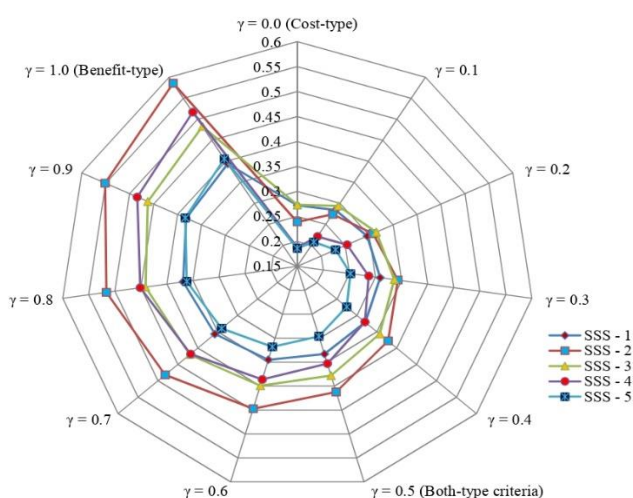 γ = 0.0 (Cost-type)
0.6
0.55
0.5
0.45
0.4
0.35
0.3
0.25
0.2
0.15
γ = 0.1
γ = 0.2
γ = 0.3
γ = 0.4
γ = 0.5 (Both-type criteria)
γ = 0.6
γ = 0.7
γ = 0.8
γ = 0.9
γ = 1.0 (Benefit-type)
SSS - 1
SSS - 2
SSS - 3
SSS - 4
SSS - 5